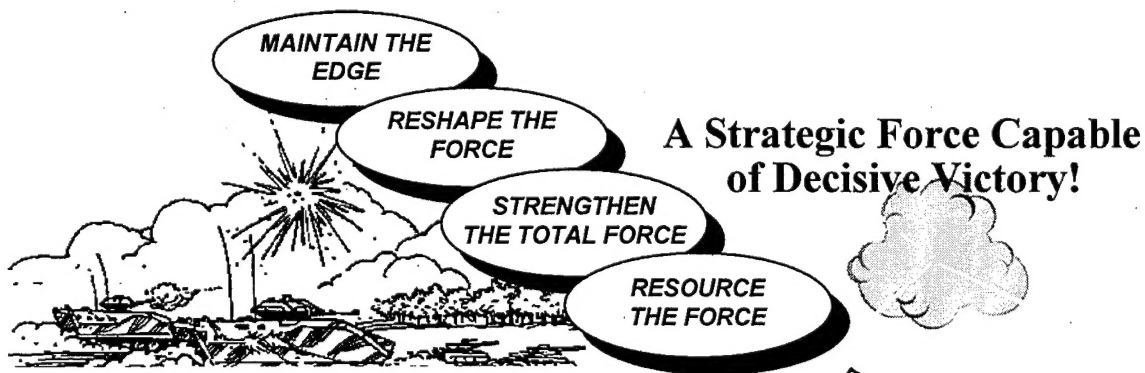 MAINTAIN THE
EDGE
RESHAPE THE
FORCE
A Strategic Force Capable
of Decisive Victory!
STRENGTHEN
THE TOTAL FORCE
RESOURCE
THE FORCE